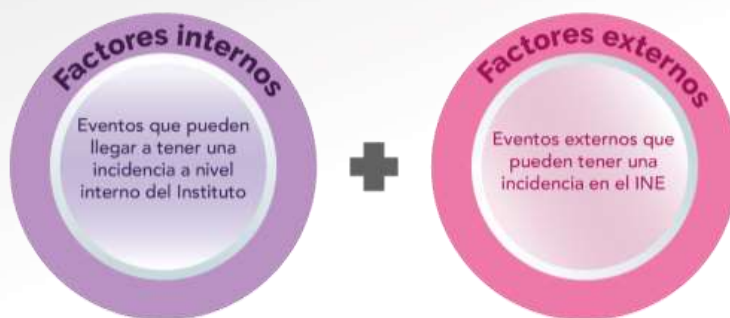 Factores internos
Eventos que pueden
llegar a tener una
incidencia a nivel
interno del Instituto
Factores externos
Eventos externos que
pueden tener una
incidencia en el INE